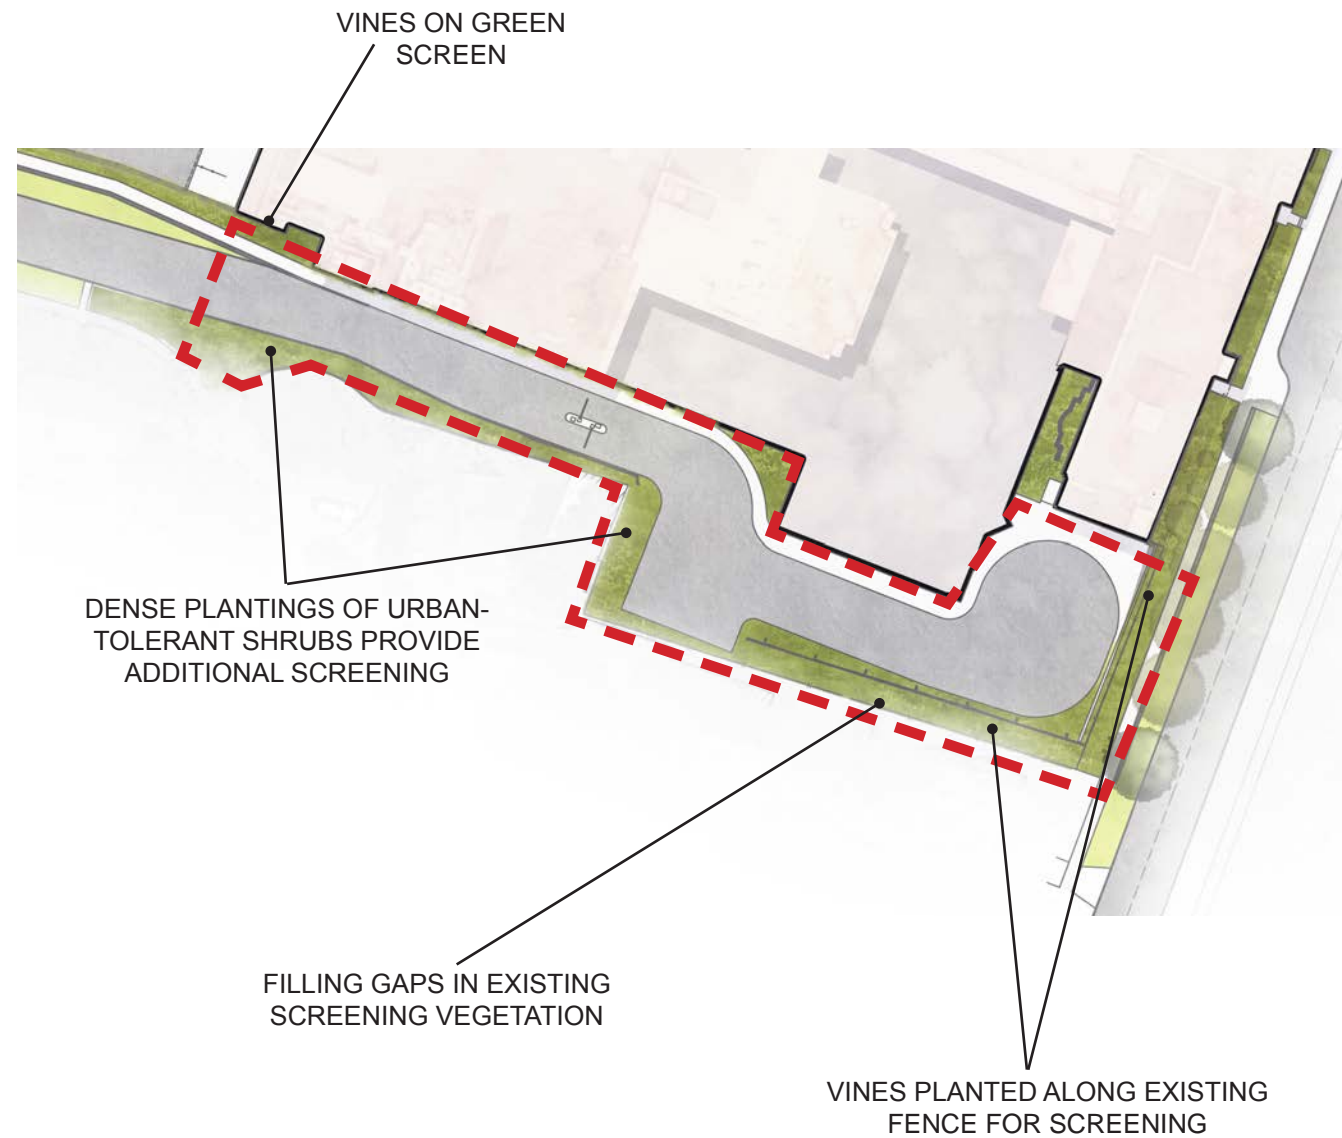 VINES ON GREEN
SCREEN
DENSE PLANTINGS OF URBAN-
TOLERANT SHRUBS PROVIDE
ADDITIONAL SCREENING
FILLING GAPS IN EXISTING
SCREENING VEGETATION
VINES PLANTED ALONG EXISTING
FENCE FOR SCREENING